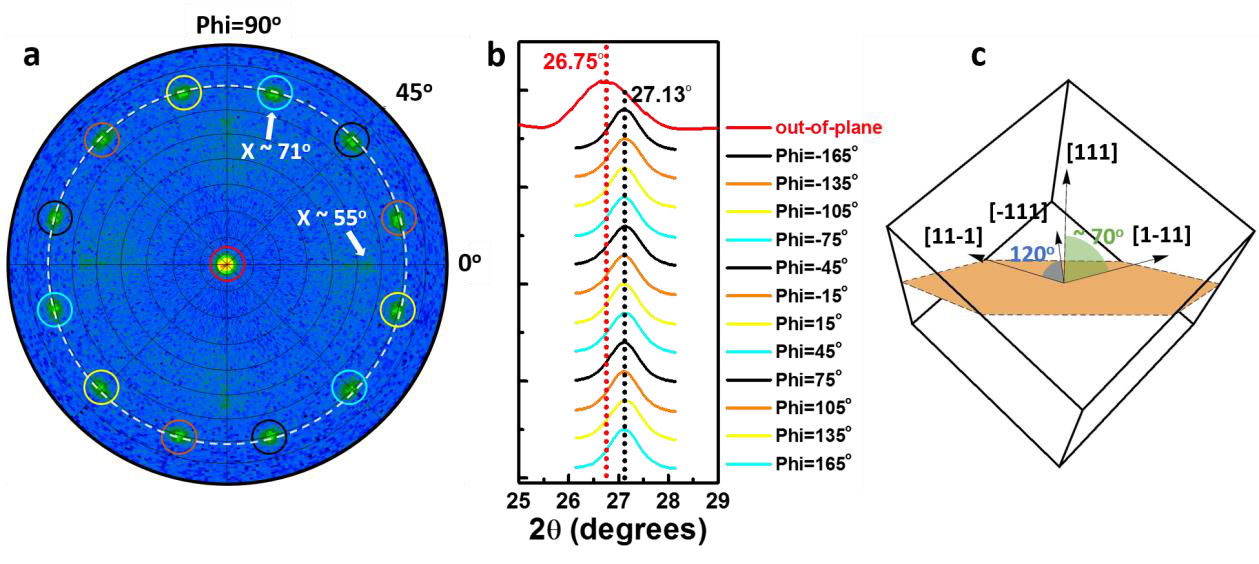 Phi=90°
a
45°
X ~ 71°
X ~ 55°
0°
b
26.75°
27.13°
out-of-plane
Phi=-165°
Phi=-135°
Phi=-105°
Phi=-75°
Phi=-45°
Phi=-15°
Phi=15°
Phi=45°
Phi=75°
Phi=105°
Phi=135°
Phi=165°
25 26 27 28 29
2θ (degrees)
c
[111]
[-111]
[11-1]
[1-11]
~ 70°
120°